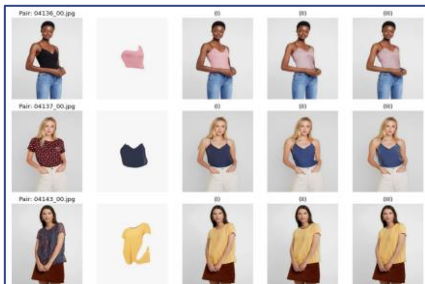 Pair: 04136_00.jpg (I) (II) (III)
Pair: 04137_00.jpg (I) (II) (III)
Pair: 04143_00.jpg (I) (II) (III)